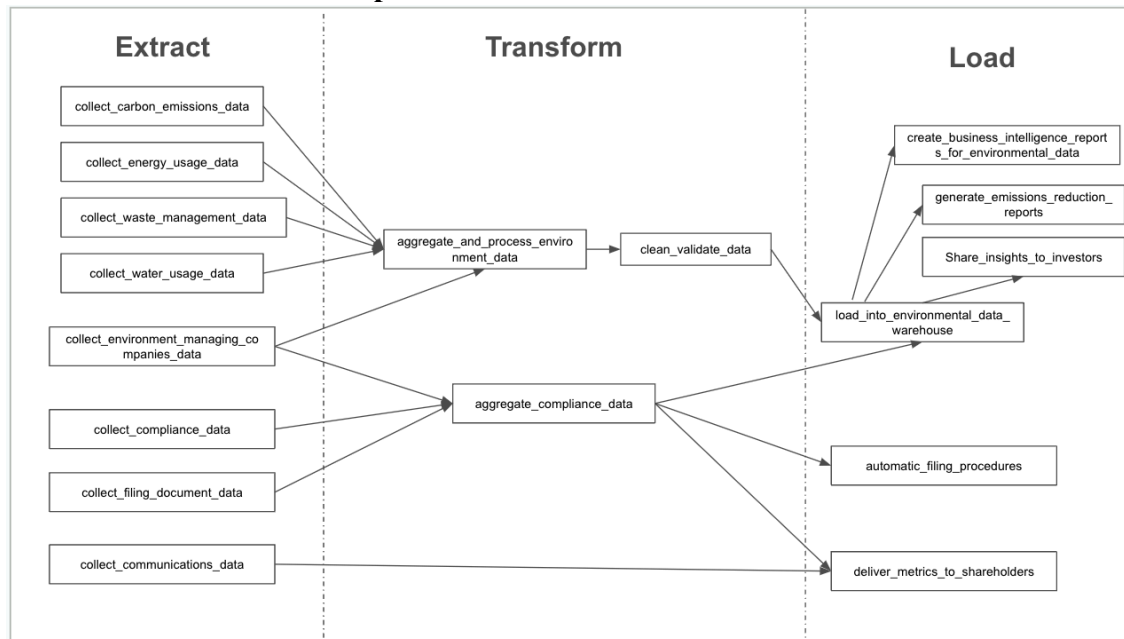 Extract
Transform
Load
collect_carbon_emissions_data
collect_energy_usage_data
collect_waste_management_data
collect_water_usage_data
collect_environment_managing_co
mpanies_data
collect_compliance_data
collect_filing_document_data
collect_communications_data
aggregate_and_process_enviro
nment_data
clean_validate_data
aggregate_compliance_data
create_business_intelligence_report
s_for_environmental_data
generate_emissions_reduction_
reports
Share_insights_to_investors
load_into_environmental_data_
warehouse
automatic_filing_procedures
deliver_metrics_to_shareholders